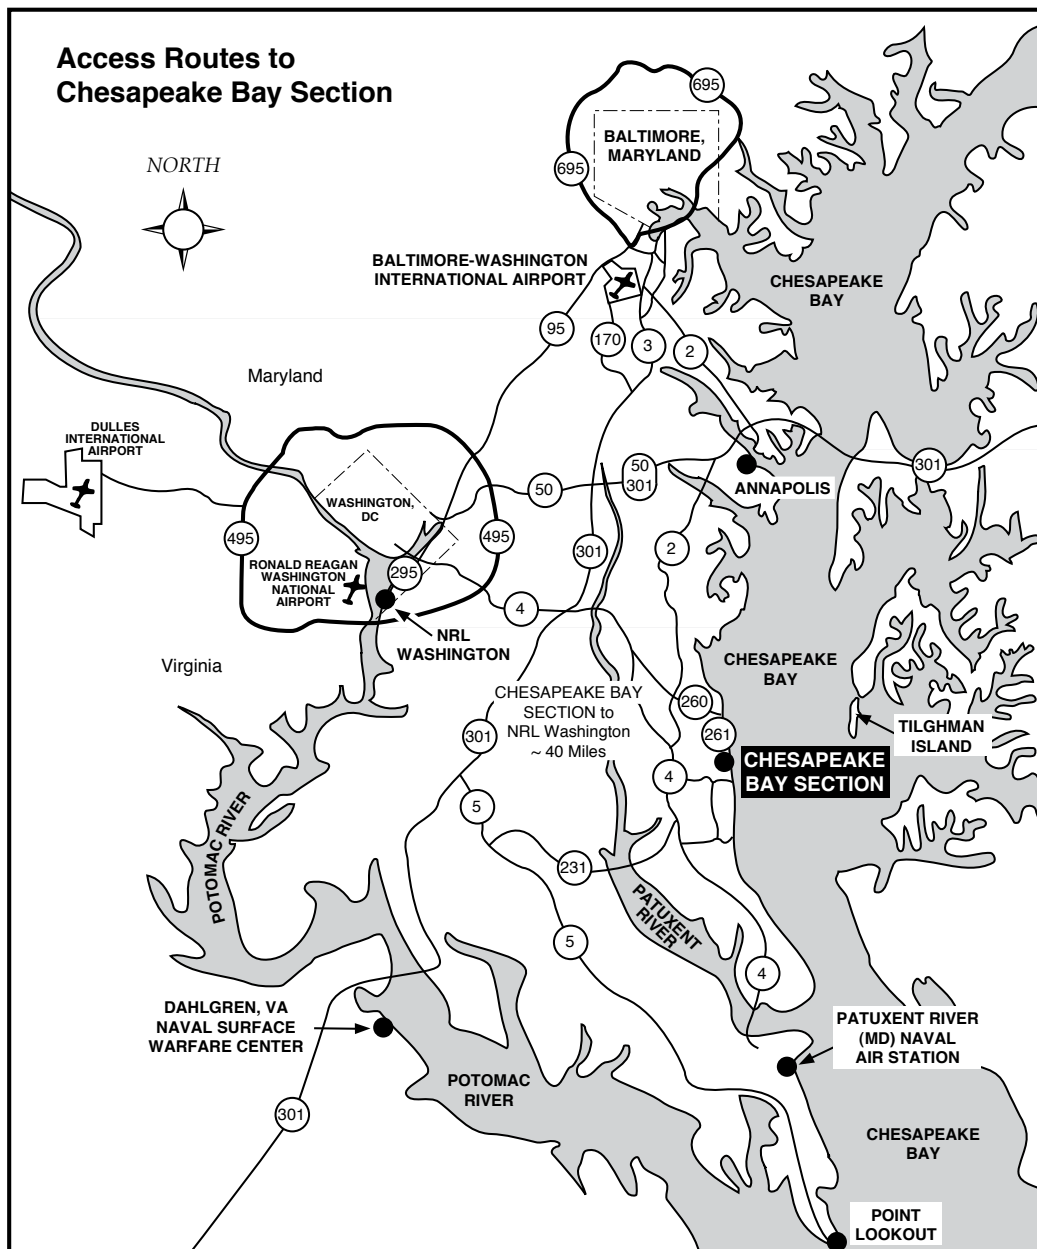 Access Routes to
Chesapeake Bay Section
NORTH
695
BALTIMORE,
MARYLAND
695
BALTIMORE-WASHINGTON
INTERNATIONAL AIRPORT
CHESAPEAKE
BAY
95
170
3
2
Maryland
DULLES
INTERNATIONAL
AIRPORT
50
301
301
50
ANNAPOLIS
WASHINGTON,
DC
495
495
301
2
RONALD REAGAN
WASHINGTON
NATIONAL
AIRPORT
295
4
NRL
WASHINGTON
Virginia
CHESAPEAKE
BAY
CHESAPEAKE BAY
SECTION to
NRL Washington
~ 40 Miles
260
261
301
TILGHMAN
ISLAND
CHESAPEAKE
BAY SECTION
4
5
POTOMAC RIVER
231
PATUXENT
RIVER
5
4
DAHLGREN, VA
NAVAL SURFACE
WARFARE CENTER
PATUXENT RIVER
(MD) NAVAL
AIR STATION
POTOMAC
RIVER
301
CHESAPEAKE
BAY
POINT
LOOKOUT